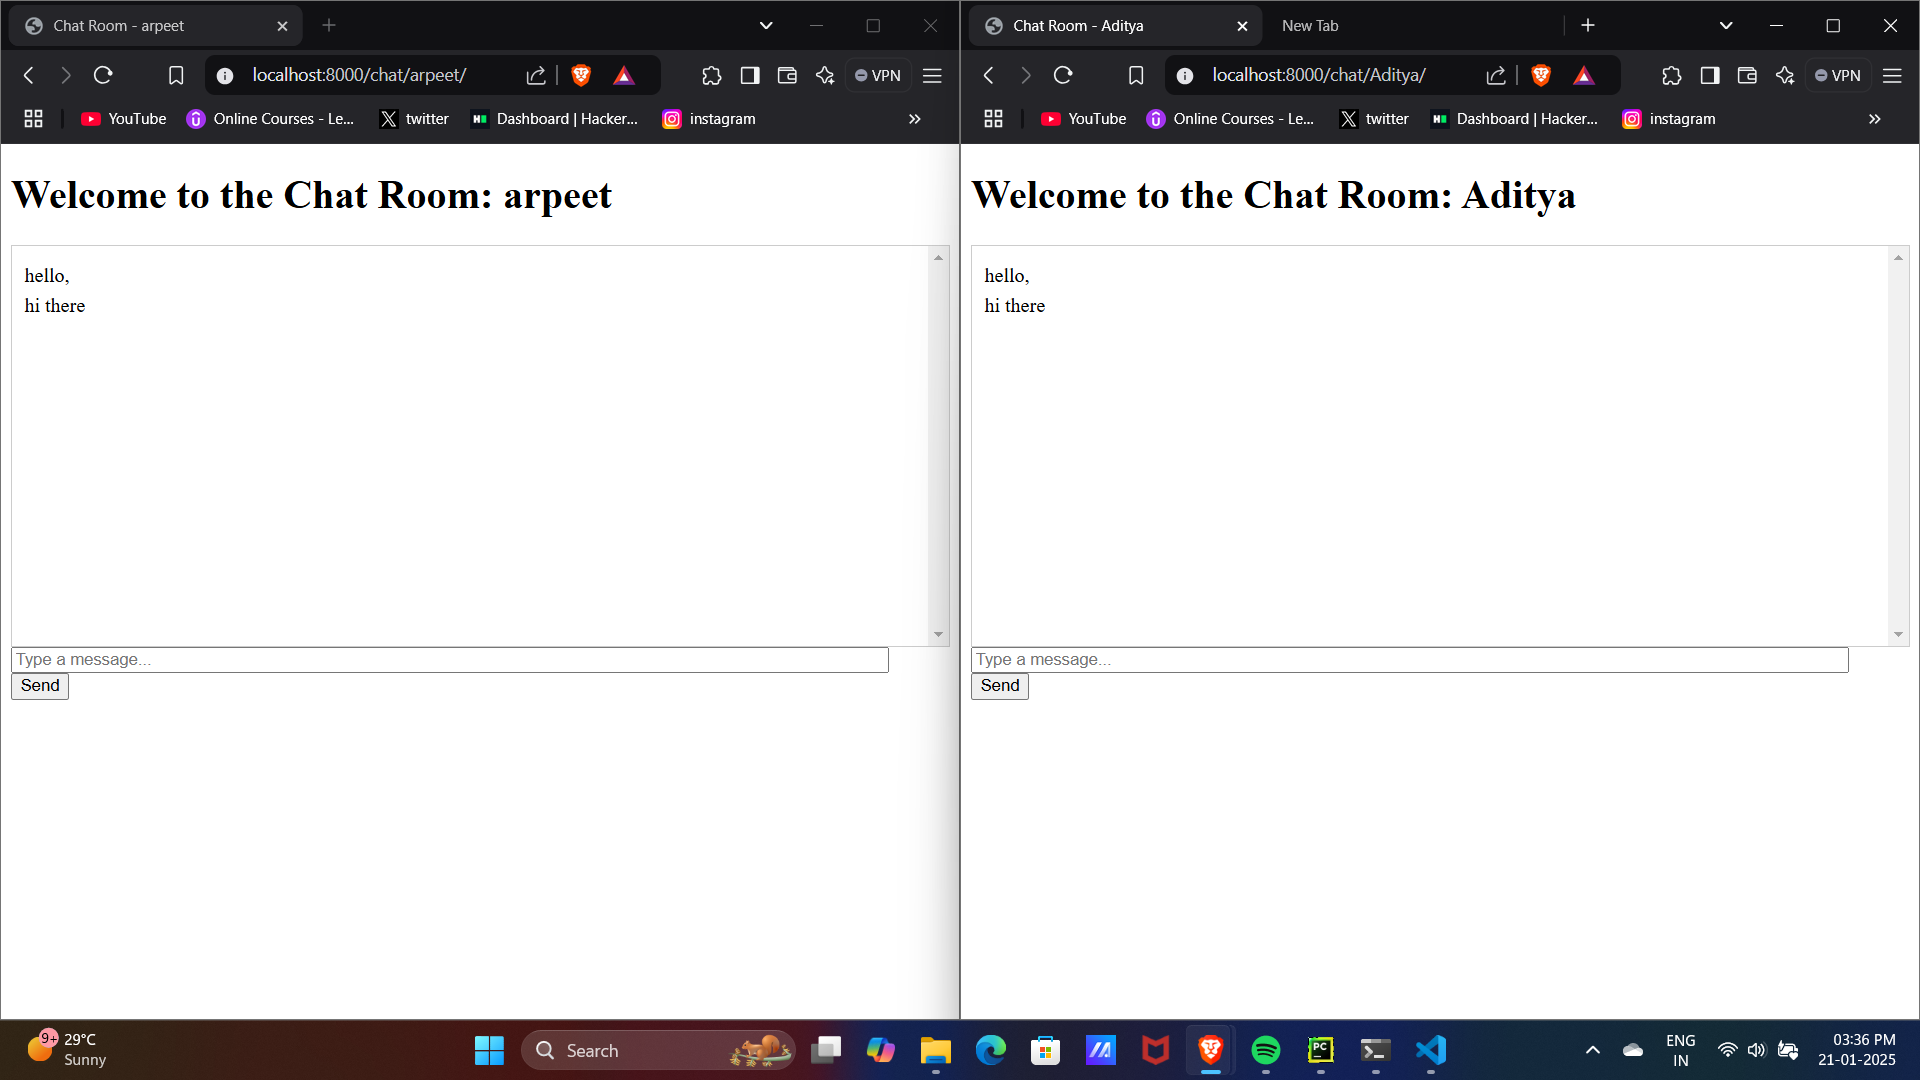 Chat Room - arpeet
localhost:8000/chat/arpeet/
VPN
YouTube
Online Courses - Le...
twitter
Dashboard | Hacker...
instagram
Welcome to the Chat Room: arpeet
hello,
hi there
Type a message...
Send
Chat Room - Aditya
New Tab
localhost:8000/chat/Aditya/
VPN
YouTube
Online Courses - Le...
twitter
Dashboard | Hacker...
instagram
Welcome to the Chat Room: Aditya
hello,
hi there
Type a message...
Send
9+
29°C
Sunny
Search
PC
ENG
IN
03:36 PM
21-01-2025